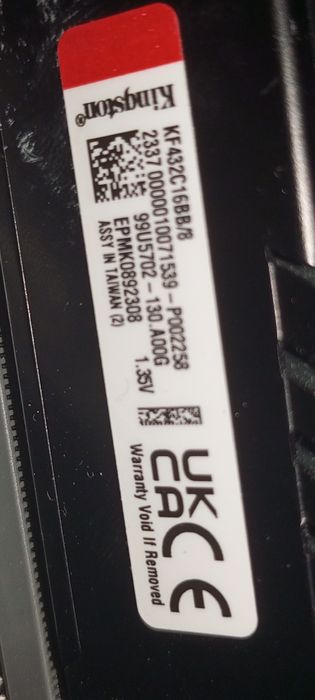 Kingston®
KF432C16BB/8
2337 0000010071539 - P002258
99U5702 - 130.A00G
EPMK0892308 1.35V
ASSY IN TAIWAN (2)
UK
CA CE
Warranty Void If Removed